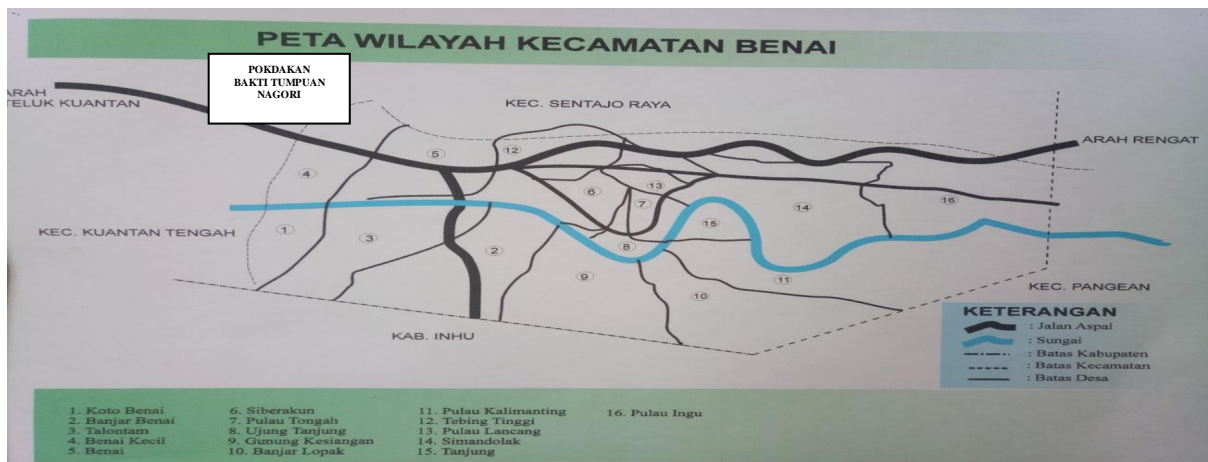 PETA WILAYAH KECAMATAN BENAI
POKDAKAN
BAKTI TUMPUAN
NAGORI
ARAH
TELUK KUANTAN
KEC. SENTAJO RAYA
ARAH RENGAT
5
12
4
6
13
7
14
16
15
KEC. KUANTAN TENGAH
1
3
2
8
9
11
10
KEC. PANGEAN
KAB. INHU
KETERANGAN
: Jalan Aspal
: Sungai
: Batas Kabupaten
: Batas Kecamatan
: Batas Desa
1. Koto Benai
2. Banjar Benai
3. Talontam
4. Benai Kecil
5. Benai
6. Siberakun
7. Pulau Tongah
8. Ujung Tanjung
9. Gunung Kesiangan
10. Banjar Lopak
11. Pulau Kalimanting
12. Tebing Tinggi
13. Pulau Lancang
14. Simandolak
15. Tanjung
16. Pulau Ingu